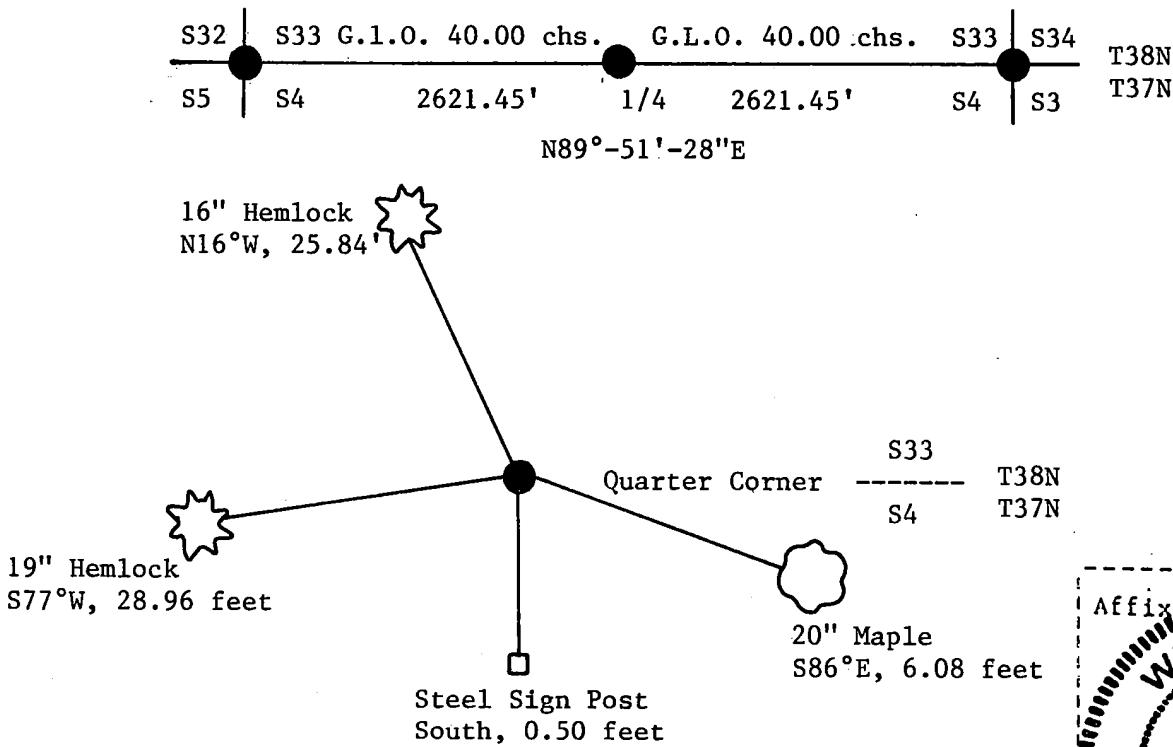 S32 S33 G.1.O. 40.00 chs. G.L.O. 40.00 chs. S33 S34
T38N
T37N
S5 S4 2621.45' 1/4 2621.45' S4 S3
N89°-51'-28"E
16" Hemlock
N16°W, 25.84'
S33
Quarter Corner ------- T38N
S4 T37N
19" Hemlock
S77°W, 28.96 feet
20" Maple
S86°E, 6.08 feet
Steel Sign Post
South, 0.50 feet
Affix
W